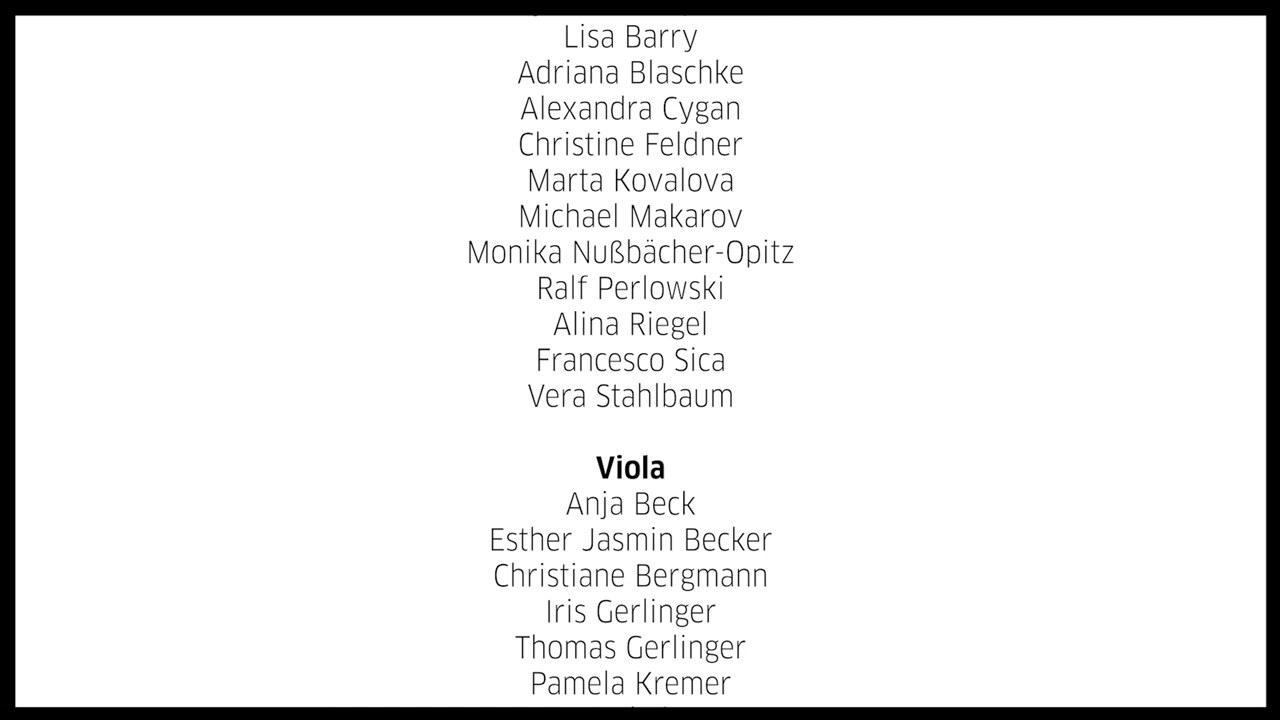 Lisa Barry
Adriana Blaschke
Alexandra Cygan
Christine Feldner
Marta Kovalova
Michael Makarov
Monika Nußbächer-Opitz
Ralf Perlowski
Alina Riegel
Francesco Sica
Vera Stahlbaum
Viola
Anja Beck
Esther Jasmin Becker
Christiane Bergmann
Iris Gerlinger
Thomas Gerlinger
Pamela Kremer